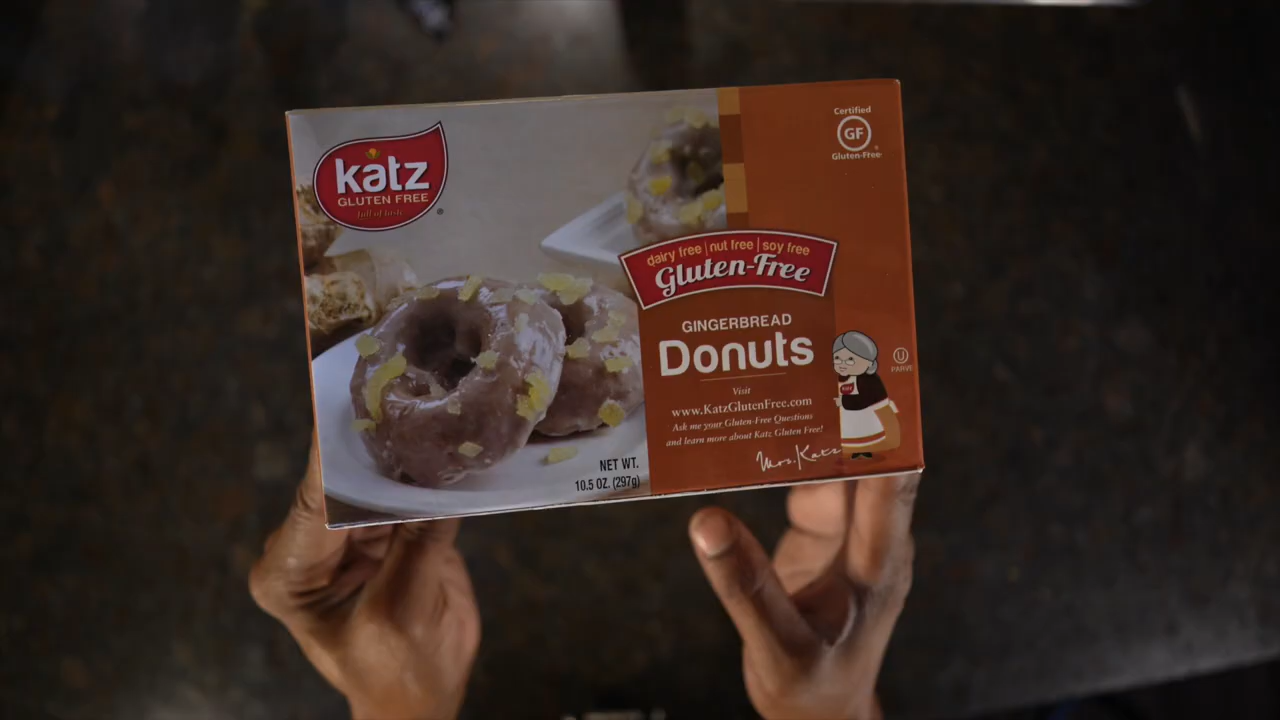 katz
GLUTEN FREE
full of taste
Certified
GF
Gluten-Free
dairy free | nut free | soy free
Gluten-Free
GINGERBREAD
Donuts
Visit
www.KatzGlutenFree.com
Ask me your Gluten-Free Questions
and learn more about Katz Gluten Free!
Mrs. Katz
katz
U
PARVE
NET WT.
10.5 OZ. (297g)